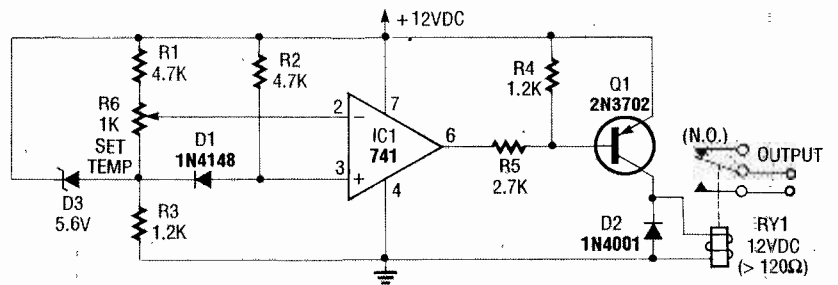 +12VDC
R1
4.7K
R2
4.7K
R4
1.2K
Q1
2N3702
R6
1K
SET
TEMP
2
−
7
IC1
741
6
3
+
4
R5
2.7K
(N.O.)
OUTPUT
D1
1N4148
D3
5.6V
R3
1.2K
D2
1N4001
RY1
12VDC
(> 120Ω)